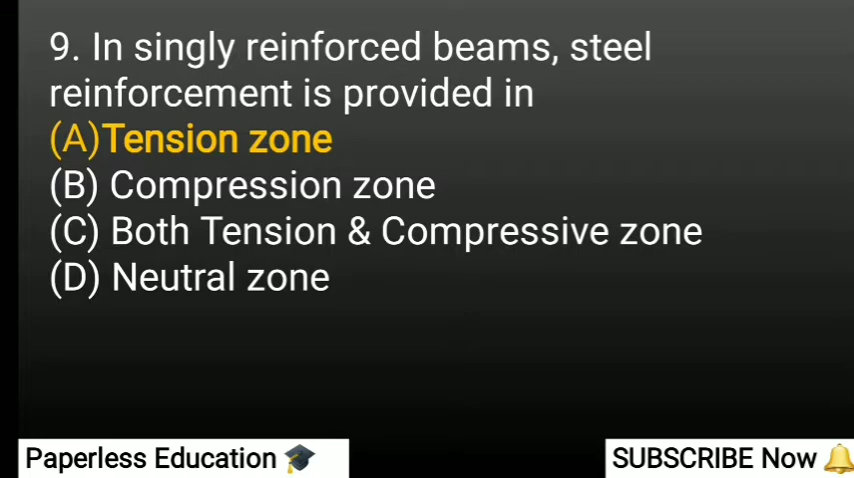 9. In singly reinforced beams, steel
reinforcement is provided in
(A)Tension zone
(B) Compression zone
(C) Both Tension & Compressive zone
(D) Neutral zone
Paperless Education
SUBSCRIBE Now